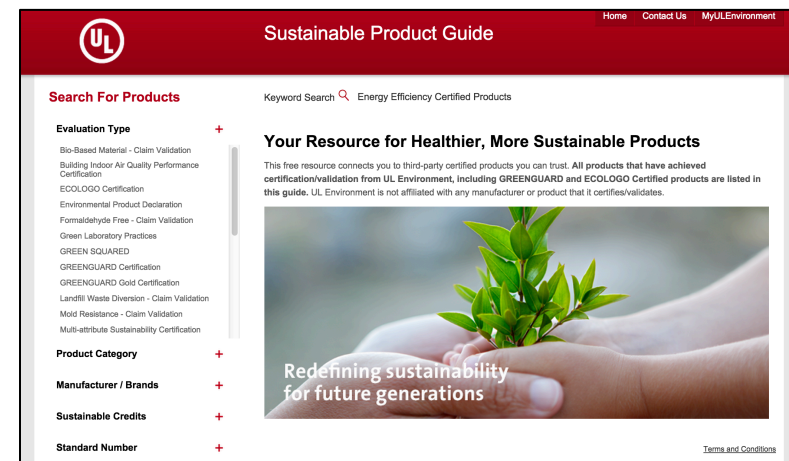 Home Contact Us MyULEnvironment
UL
Sustainable Product Guide
Search For Products
Keyword Search Energy Efficiency Certified Products
Evaluation Type +
Bio-Based Material - Claim Validation
Building Indoor Air Quality Performance
Certification
ECOLOGO Certification
Environmental Product Declaration
Formaldehyde Free - Claim Validation
Green Laboratory Practices
GREEN SQUARED
GREENGUARD Certification
GREENGUARD Gold Certification
Landfill Waste Diversion - Claim Validation
Mold Resistance - Claim Validation
Multi-attribute Sustainability Certification
Product Category +
Manufacturer / Brands +
Sustainable Credits +
Standard Number +
Your Resource for Healthier, More Sustainable Products
This free resource connects you to third-party certified products you can trust. All products that have achieved
certification/validation from UL Environment, including GREENGUARD and ECOLOGO Certified products are listed in
this guide. UL Environment is not affiliated with any manufacturer or product that it certifies/validates.
Redefining sustainability
for future generations
Terms and Conditions